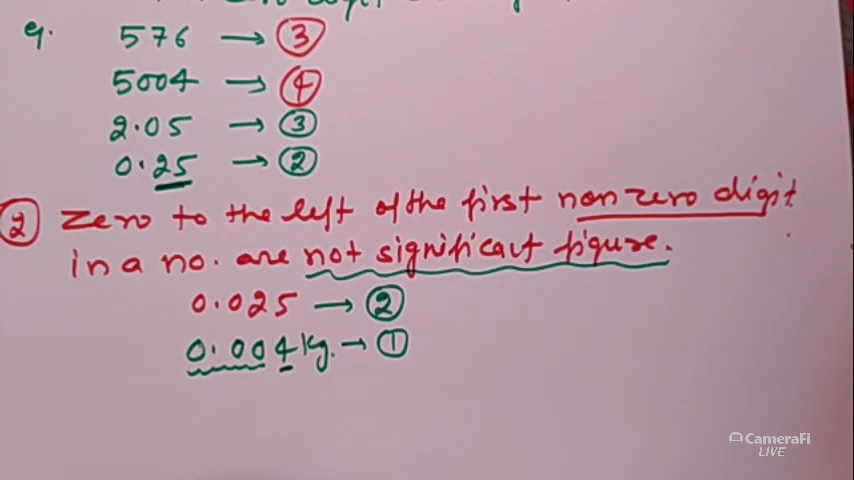 eg. 576 → 3
5004 → 4
2.05 → 3
0.25 → 2
2 Zero to the left of the first non zero digit
in a no. are not significant figure.
0.025 → 2
0.004 kg. → 1
CameraFi
LIVE